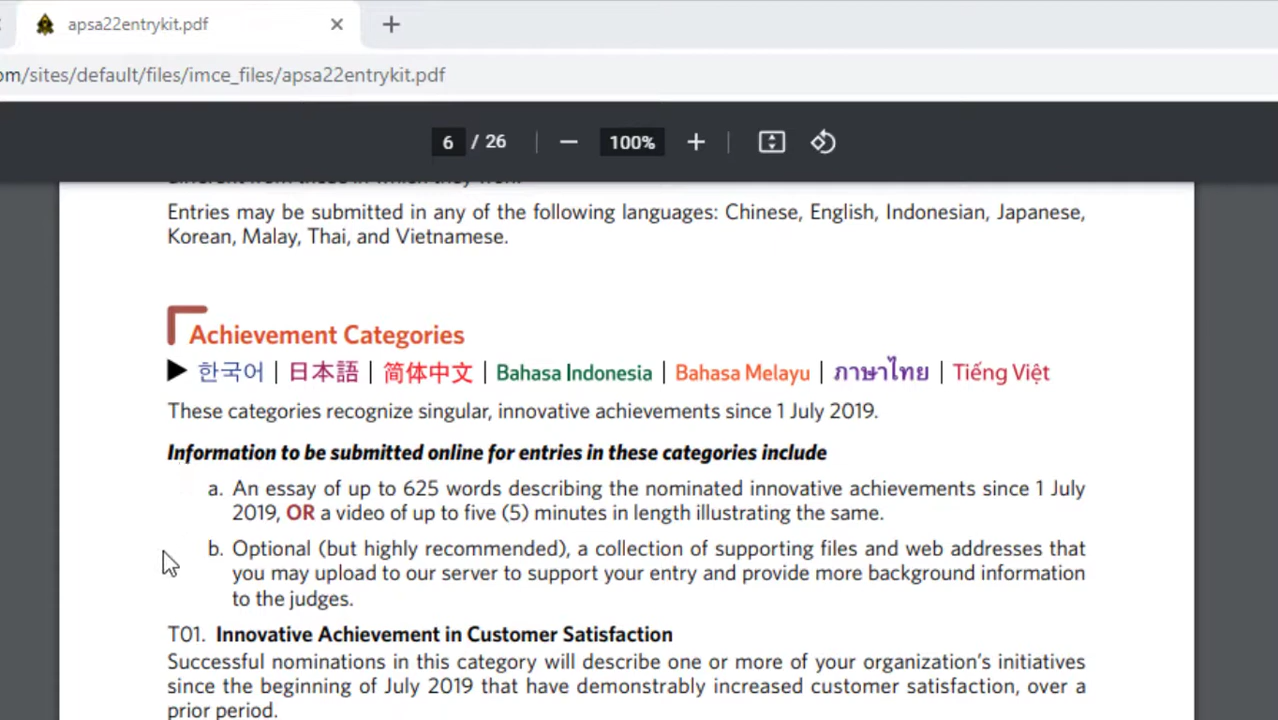 apsa22entrykit.pdf
om/sites/default/files/imce_files/apsa22entrykit.pdf
6 / 26
100%
Entries may be submitted in any of the following languages: Chinese, English, Indonesian, Japanese,
Korean, Malay, Thai, and Vietnamese.
Achievement Categories
한국어 | 日本語 | 简体中文 | Bahasa Indonesia | Bahasa Melayu | ภาษาไทย | Tiếng Việt
These categories recognize singular, innovative achievements since 1 July 2019.
Information to be submitted online for entries in these categories include
a. An essay of up to 625 words describing the nominated innovative achievements since 1 July
2019, OR a video of up to five (5) minutes in length illustrating the same.
b. Optional (but highly recommended), a collection of supporting files and web addresses that
you may upload to our server to support your entry and provide more background information
to the judges.
T01. Innovative Achievement in Customer Satisfaction
Successful nominations in this category will describe one or more of your organization's initiatives
since the beginning of July 2019 that have demonstrably increased customer satisfaction, over a
prior period.